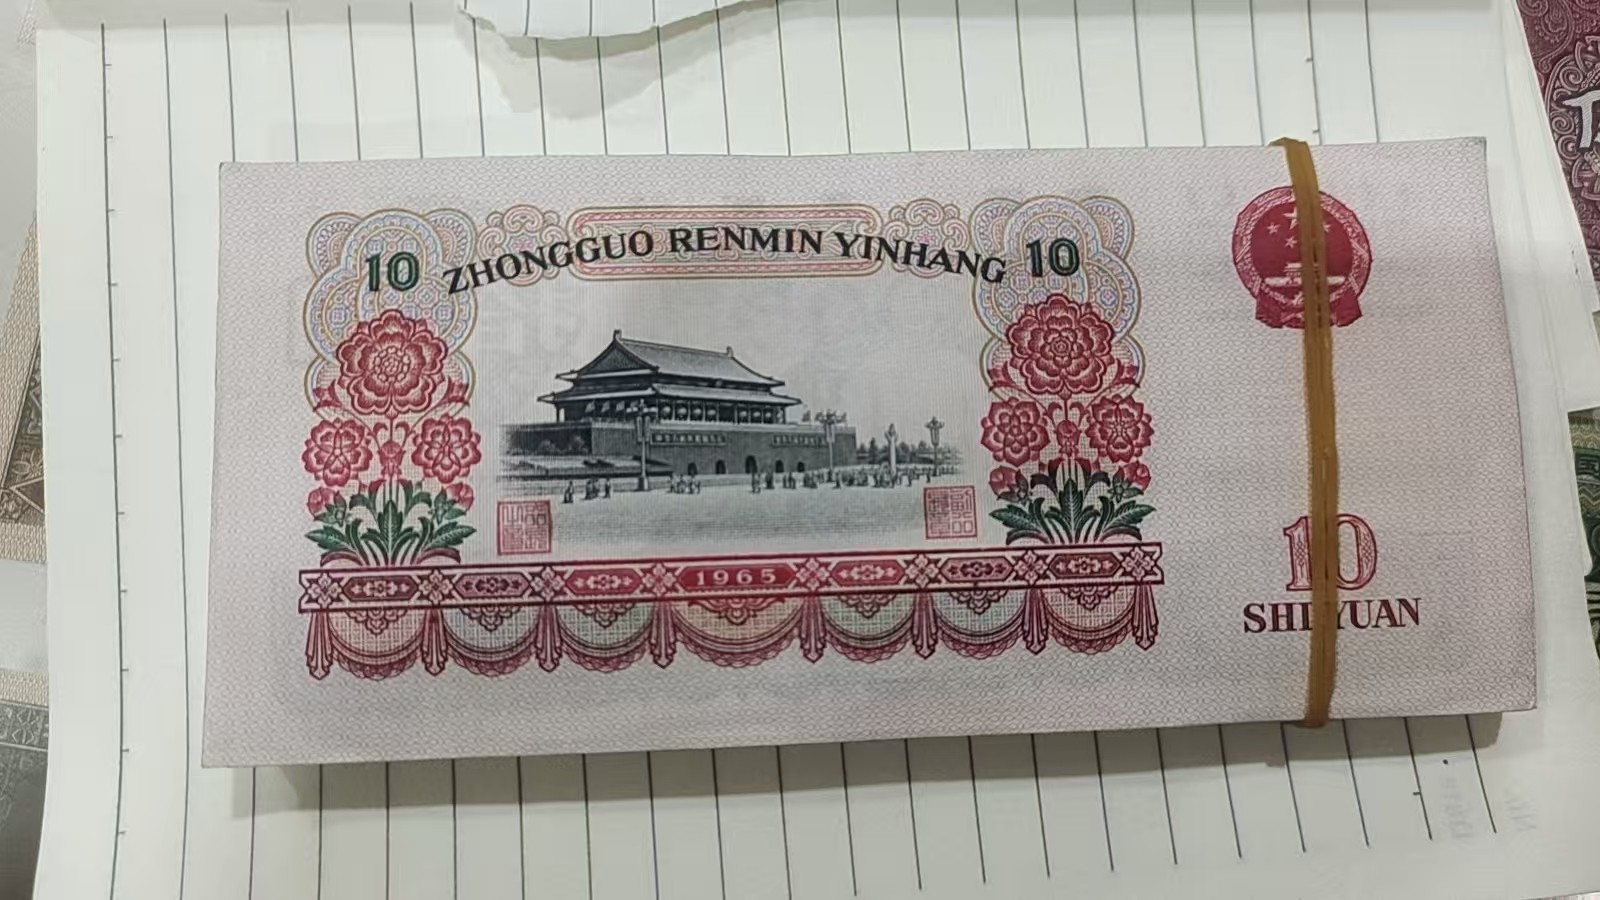 10 ZHONGGUO RENMIN YINHANG 10
1965
10
SHI YUAN